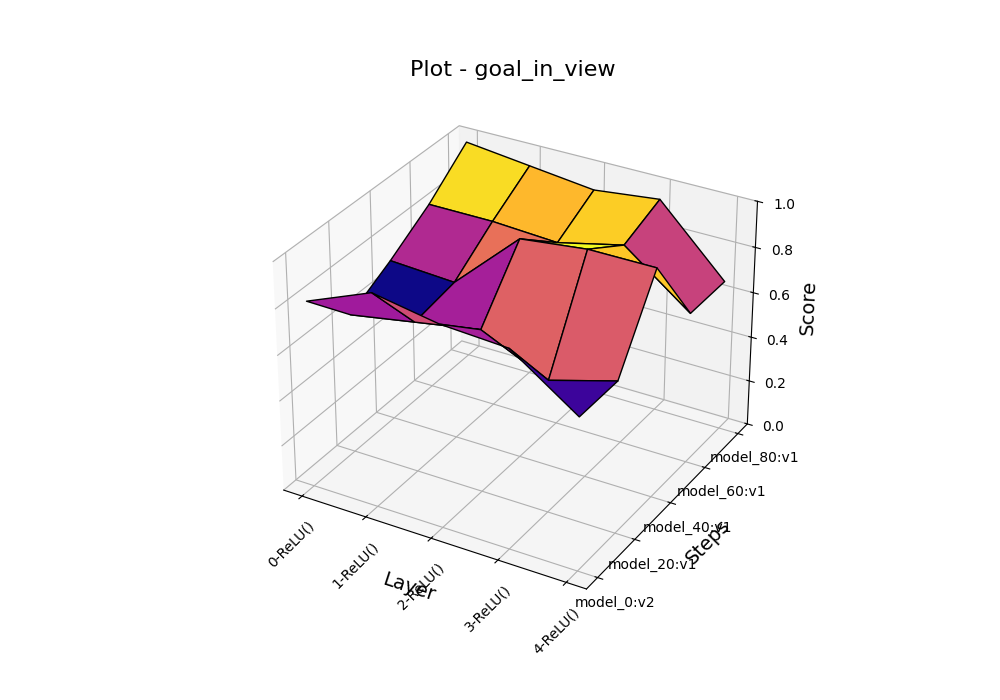 Plot - goal_in_view
1.0
0.8
0.6
0.4
0.2
0.0
Score
model_80:v1
model_60:v1
model_40:v1
model_20:v1
model_0:v2
Steps
0-ReLU()
1-ReLU()
2-ReLU()
3-ReLU()
4-ReLU()
Layer